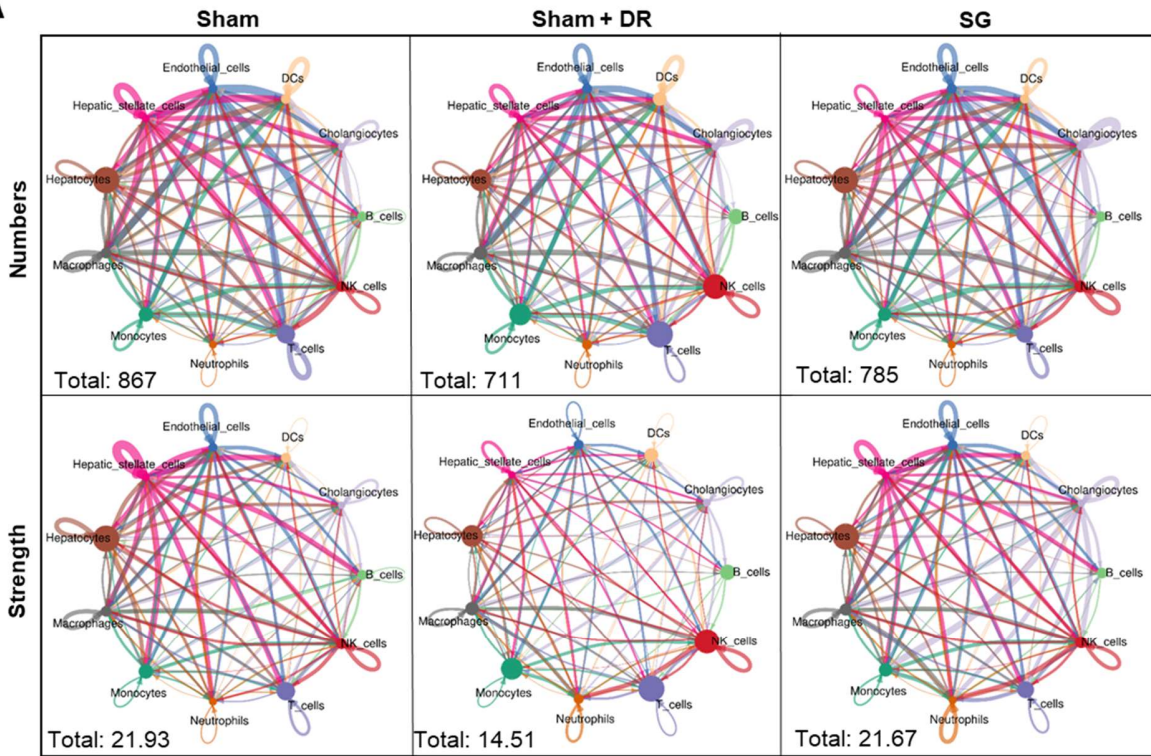 A
Sham
Sham + DR
SG
Numbers
Endothelial_cells
DCs
Hepatic_stellate_cells
Cholangiocytes
Hepatocytes
B_cells
Macrophages
NK_cells
Monocytes
T_cells
Neutrophils
Total: 867
Endothelial_cells
DCs
Hepatic_stellate_cells
Cholangiocytes
Hepatocytes
B_cells
Macrophages
NK_cells
Monocytes
T_cells
Neutrophils
Total: 711
Endothelial_cells
DCs
Hepatic_stellate_cells
Cholangiocytes
Hepatocytes
B_cells
Macrophages
NK_cells
Monocytes
T_cells
Neutrophils
Total: 785
Strength
Endothelial_cells
DCs
Hepatic_stellate_cells
Cholangiocytes
Hepatocytes
B_cells
Macrophages
NK_cells
Monocytes
T_cells
Neutrophils
Total: 21.93
Endothelial_cells
DCs
Hepatic_stellate_cells
Cholangiocytes
Hepatocytes
B_cells
Macrophages
NK_cells
Monocytes
T_cells
Neutrophils
Total: 14.51
Endothelial_cells
DCs
Hepatic_stellate_cells
Cholangiocytes
Hepatocytes
B_cells
Macrophages
NK_cells
Monocytes
T_cells
Neutrophils
Total: 21.67